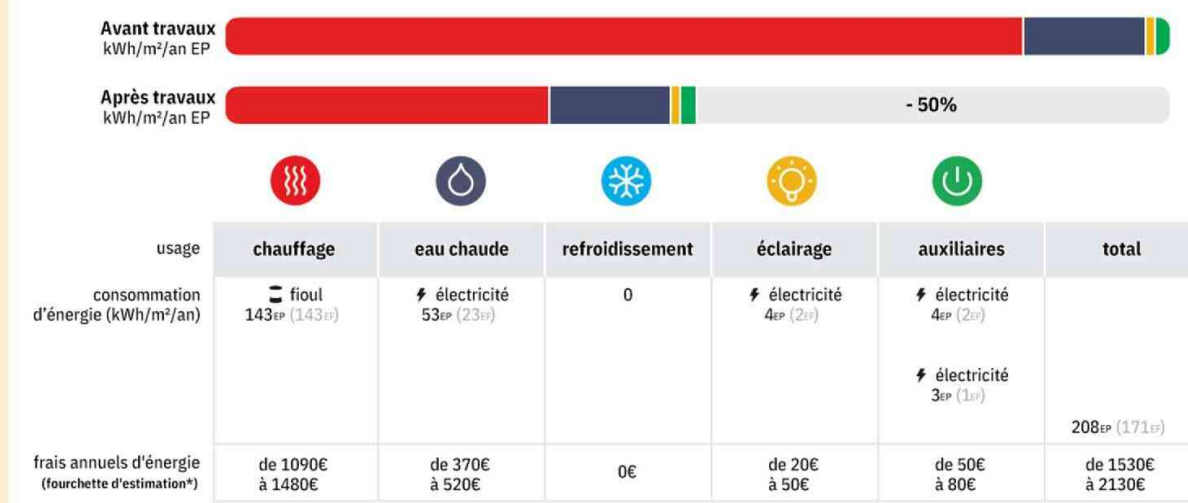 Avant travaux
kWh/m²/an EP
Après travaux
kWh/m²/an EP
- 50%
usage chauffage eau chaude refroidissement éclairage auxiliaires total
consommation
d'énergie (kWh/m²/an)
fioul
143EP (143EF)
électricité
53EP (23EF)
0
électricité
4EP (2EF)
électricité
4EP (2EF)
électricité
3EP (1EF)
208EP (171EF)
frais annuels d'énergie
(fourchette d'estimation*)
de 1090€
à 1480€
de 370€
à 520€
0€
de 20€
à 50€
de 50€
à 80€
de 1530€
à 2130€